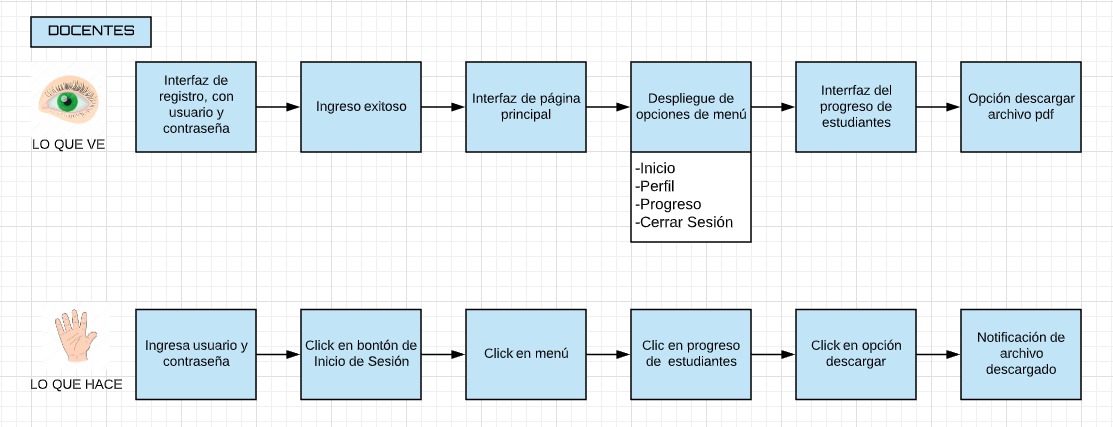 DOCENTES
LO QUE VE
Interfaz de
registro, con
usuario y
contraseña
Ingreso exitoso
Interfaz de página
principal
Despliegue de
opciones de menú
-Inicio
-Perfil
-Progreso
-Cerrar Sesión
Interrfaz del
progreso de
estudiantes
Opción descargar
archivo pdf
LO QUE HACE
Ingresa usuario y
contraseña
Click en bontón de
Inicio de Sesión
Click en menú
Clic en progreso
de estudiantes
Click en opción
descargar
Notificación de
archivo
descargado